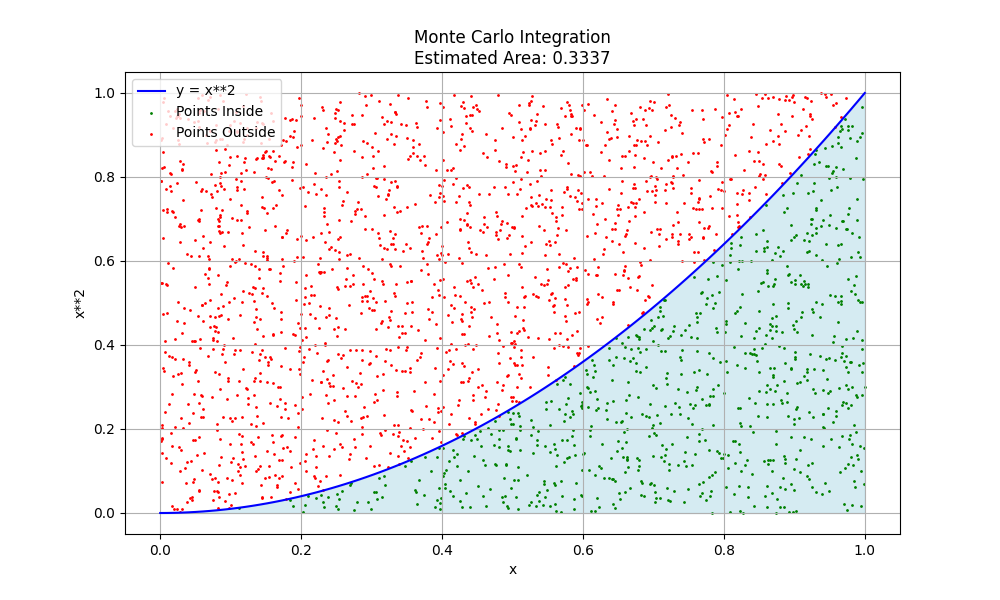 Monte Carlo Integration
Estimated Area: 0.3337
y = x**2
Points Inside
Points Outside
1.0
0.8
0.6
0.4
0.2
0.0
x**2
0.0 0.2 0.4 0.6 0.8 1.0
x